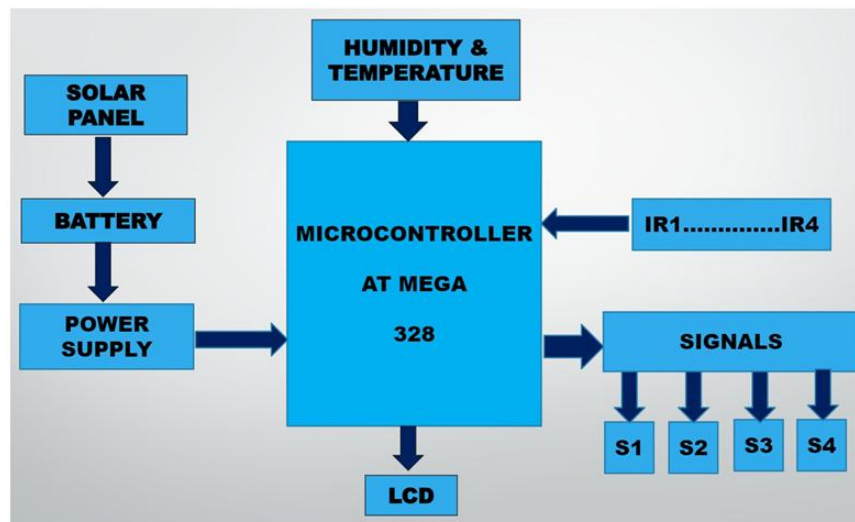 HUMIDITY &
TEMPERATURE
SOLAR
PANEL
BATTERY
POWER
SUPPLY
MICROCONTROLLER
AT MEGA
328
IR1..............IR4
SIGNALS
S1
S2
S3
S4
LCD